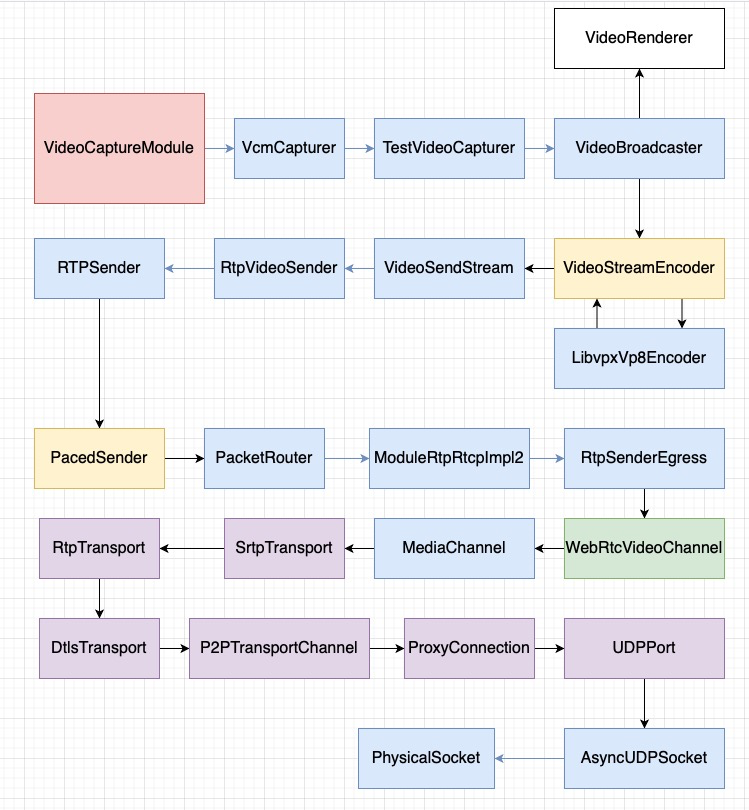 VideoRenderer
VideoCaptureModule
VcmCapturer
TestVideoCapturer
VideoBroadcaster
RTPSender
RtpVideoSender
VideoSendStream
VideoStreamEncoder
LibvpxVp8Encoder
PacedSender
PacketRouter
ModuleRtpRtcpImpl2
RtpSenderEgress
RtpTransport
SrtpTransport
MediaChannel
WebRtcVideoChannel
DtlsTransport
P2PTransportChannel
ProxyConnection
UDPPort
PhysicalSocket
AsyncUDPSocket